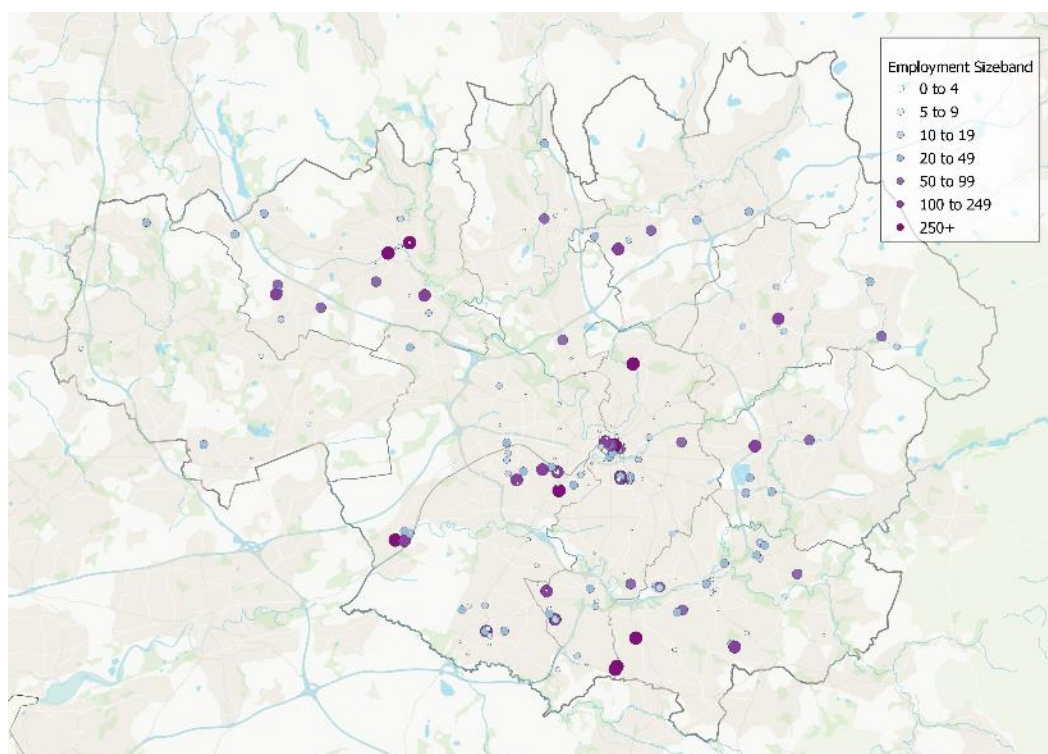 Employment Sizeband
0 to 4
5 to 9
10 to 19
20 to 49
50 to 99
100 to 249
250+